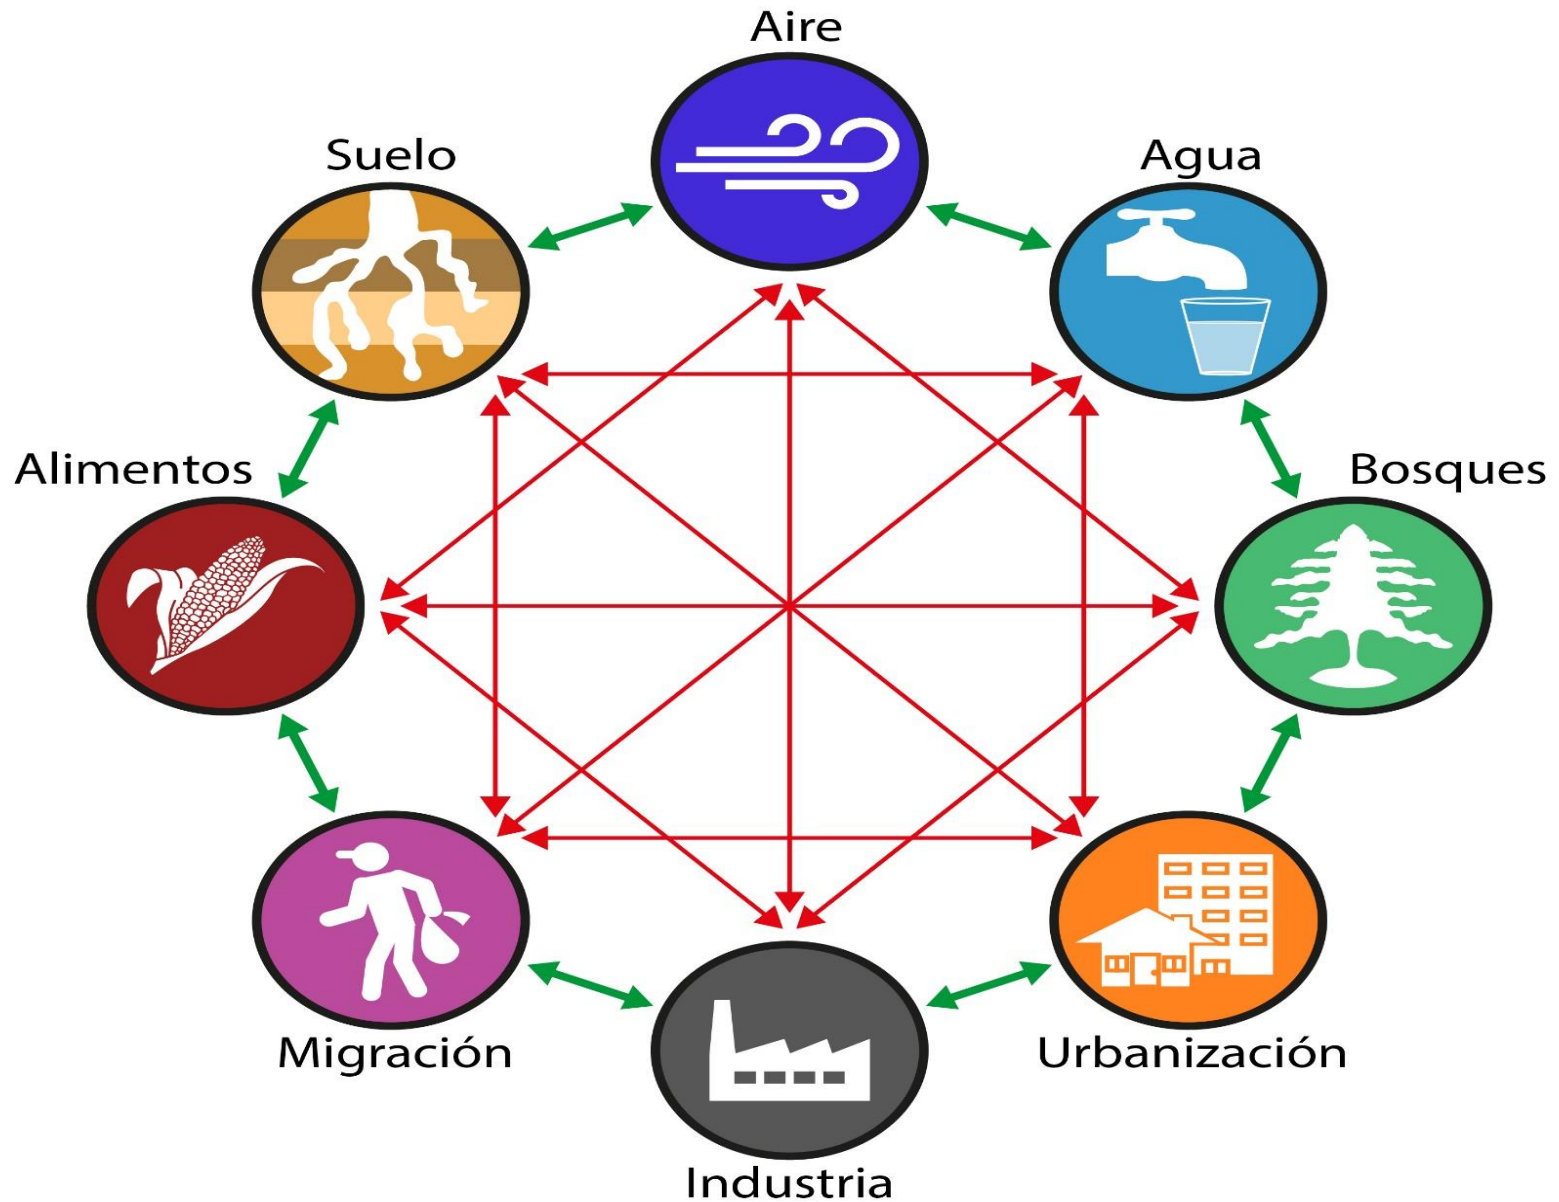 Aire
Suelo
Agua
Alimentos
Bosques
Migración
Urbanización
Industria